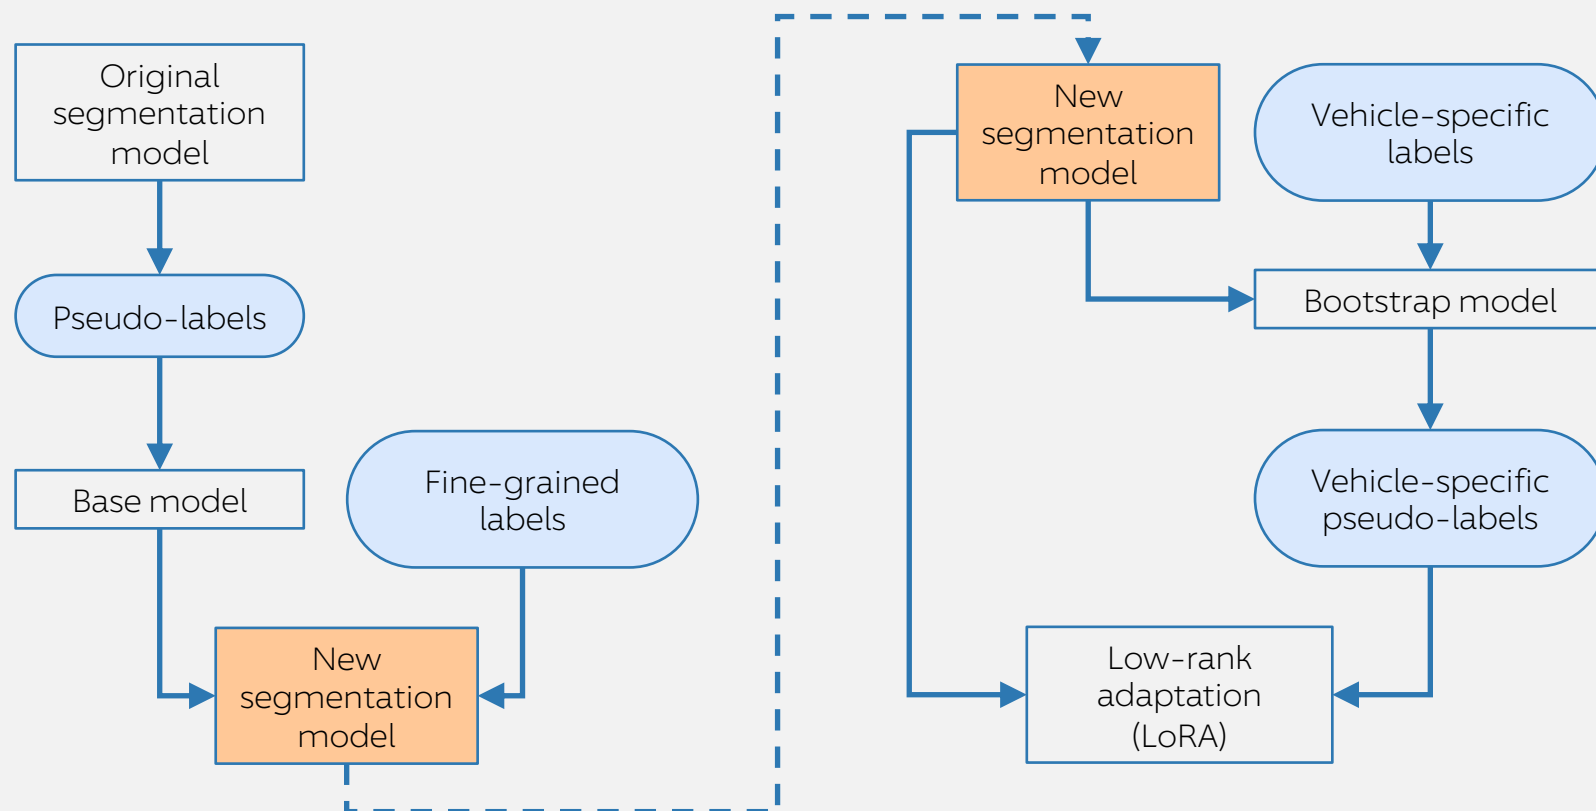 Original
segmentation
model
Pseudo-labels
Base model
Fine-grained
labels
New
segmentation
model
New
segmentation
model
Vehicle-specific
labels
Bootstrap model
Vehicle-specific
pseudo-labels
Low-rank
adaptation
(LoRA)